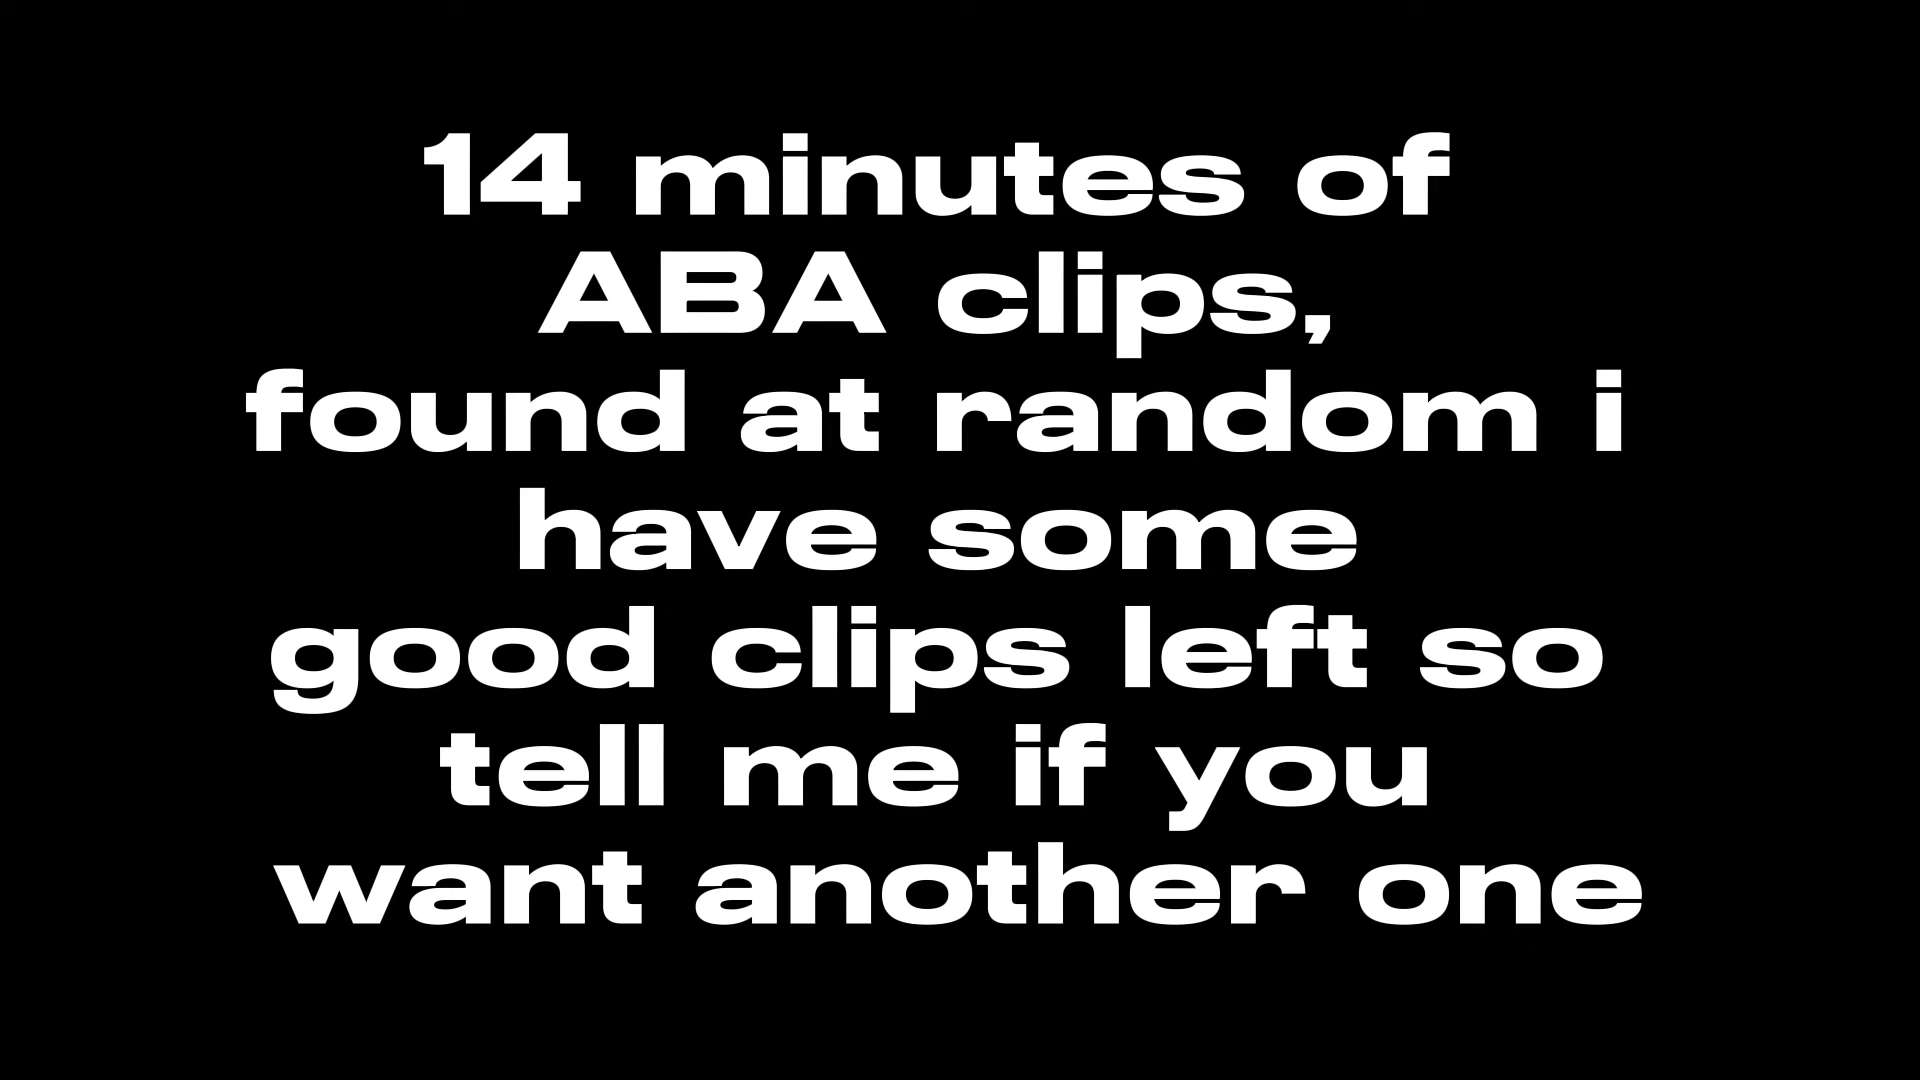 14 minutes of
ABA clips,
found at random i
have some
good clips left so
tell me if you
want another one